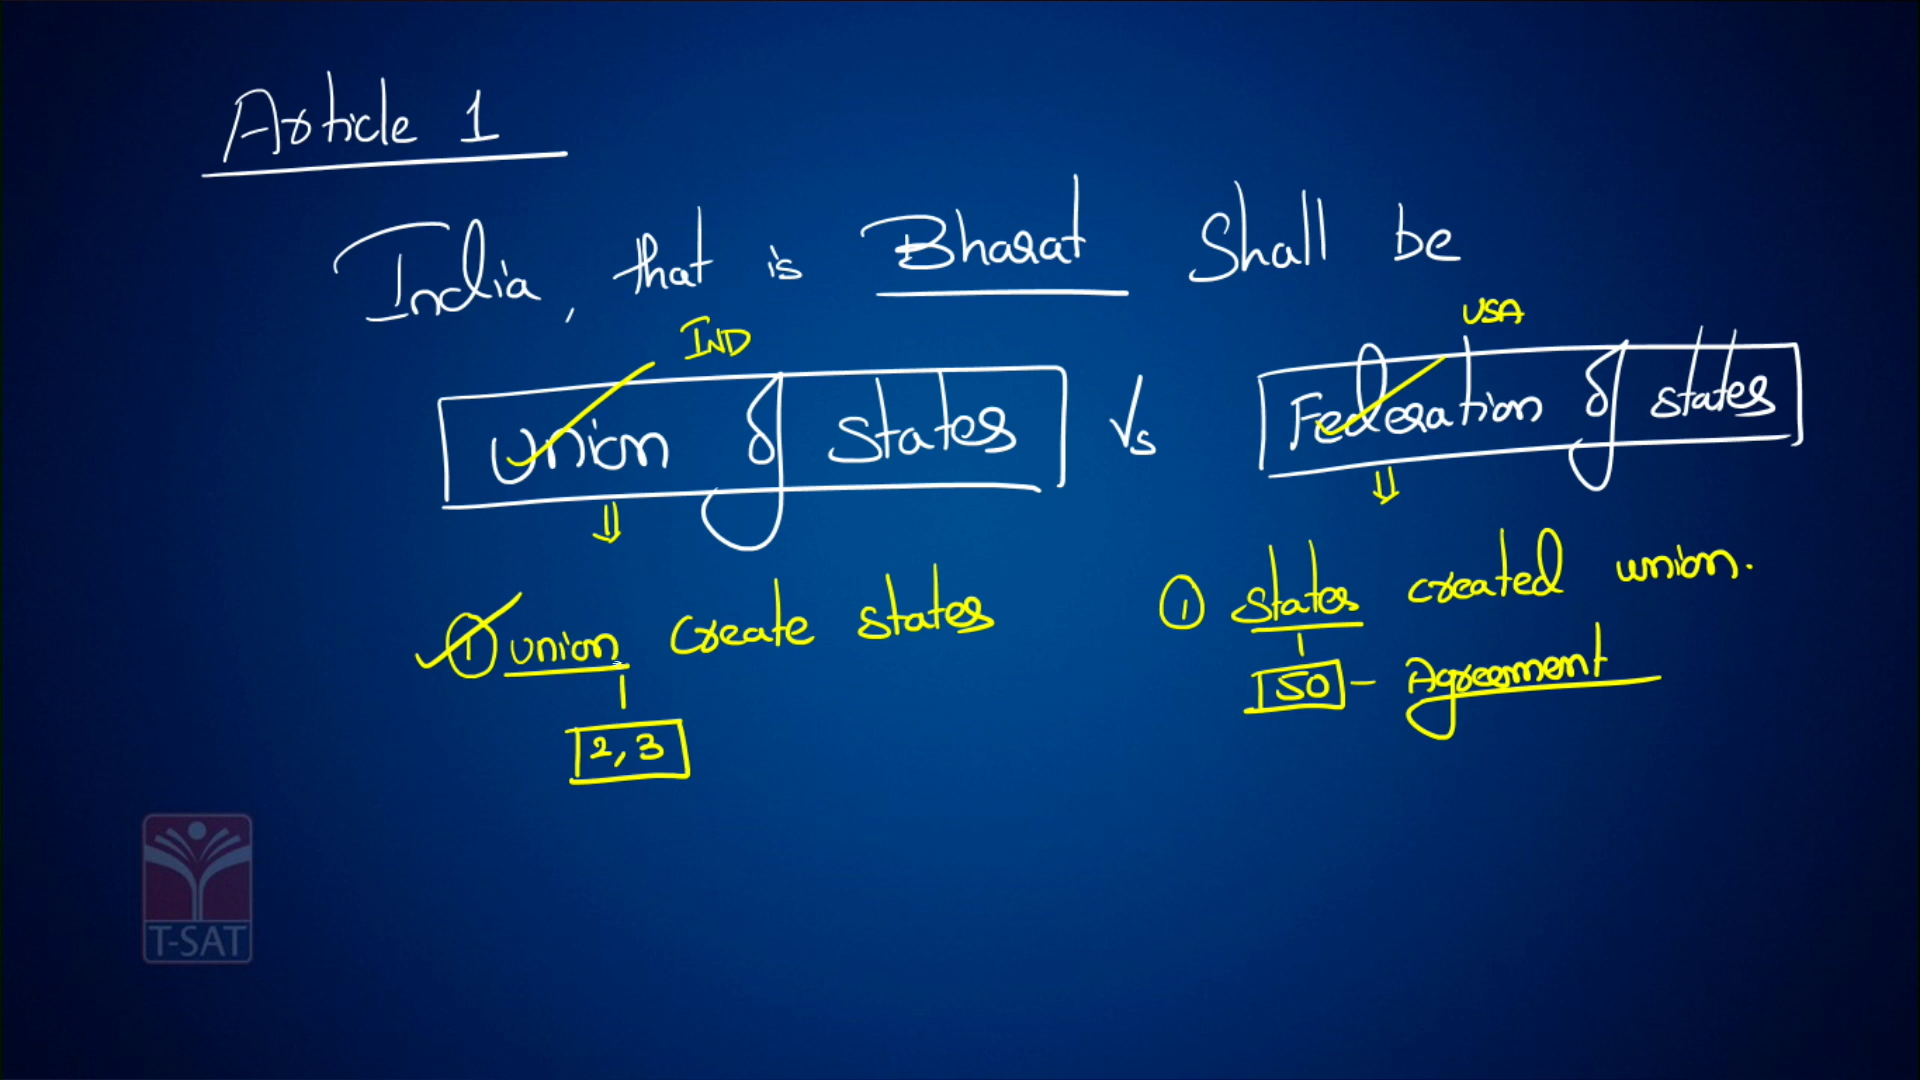 Article 1
India, that is Bharat Shall be
IND
USA
Union of States Vs Federation of states
① union create states
① states created union.
50 - Agreement
2, 3
T-SAT